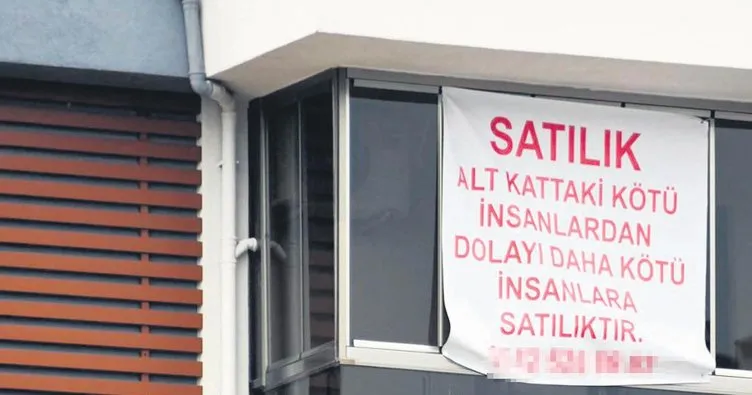 SATILIK
ALT KATTAKİ KÖTÜ
İNSANLARDAN
DOLAYI DAHA KÖTÜ
İNSANLARA
SATILIKTIR.